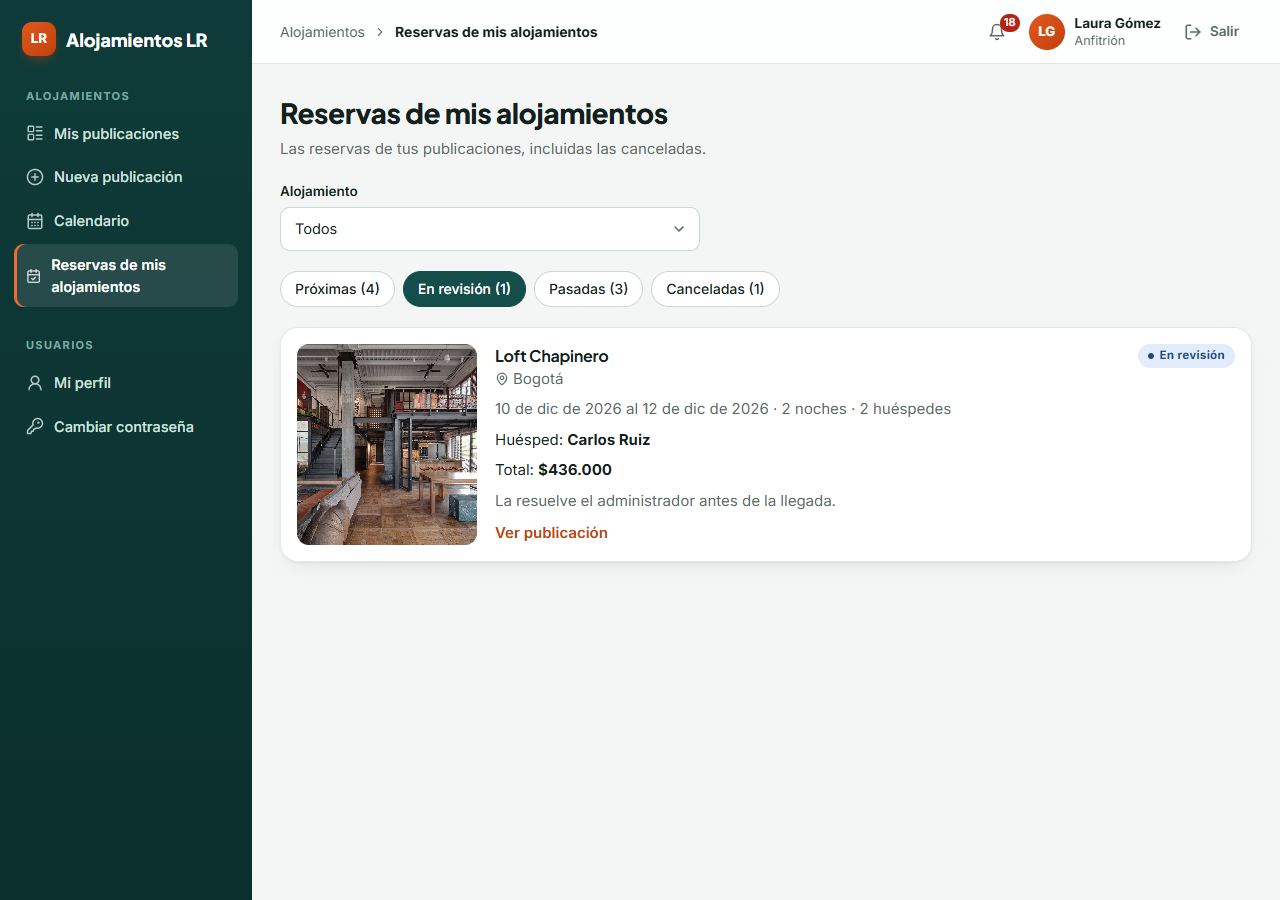 LR
Alojamientos LR
ALOJAMIENTOS
Mis publicaciones
Nueva publicación
Calendario
Reservas de mis
alojamientos
USUARIOS
Mi perfil
Cambiar contraseña
Alojamientos
Reservas de mis alojamientos
18
LG
Laura Gómez
Anfitrión
Salir
Reservas de mis alojamientos
Las reservas de tus publicaciones, incluidas las canceladas.
Alojamiento
Todos
Próximas (4)
En revisión (1)
Pasadas (3)
Canceladas (1)
Loft Chapinero
En revisión
Bogotá
10 de dic de 2026 al 12 de dic de 2026 · 2 noches · 2 huéspedes
Huésped: Carlos Ruiz
Total: $436.000
La resuelve el administrador antes de la llegada.
Ver publicación